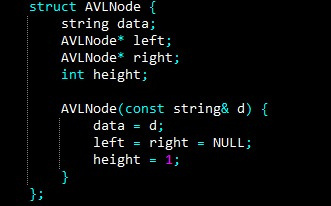 struct AVLNode {
string data;
AVLNode* left;
AVLNode* right;
int height;
AVLNode(const string& d) {
data = d;
left = right = NULL;
height = 1;
}
};